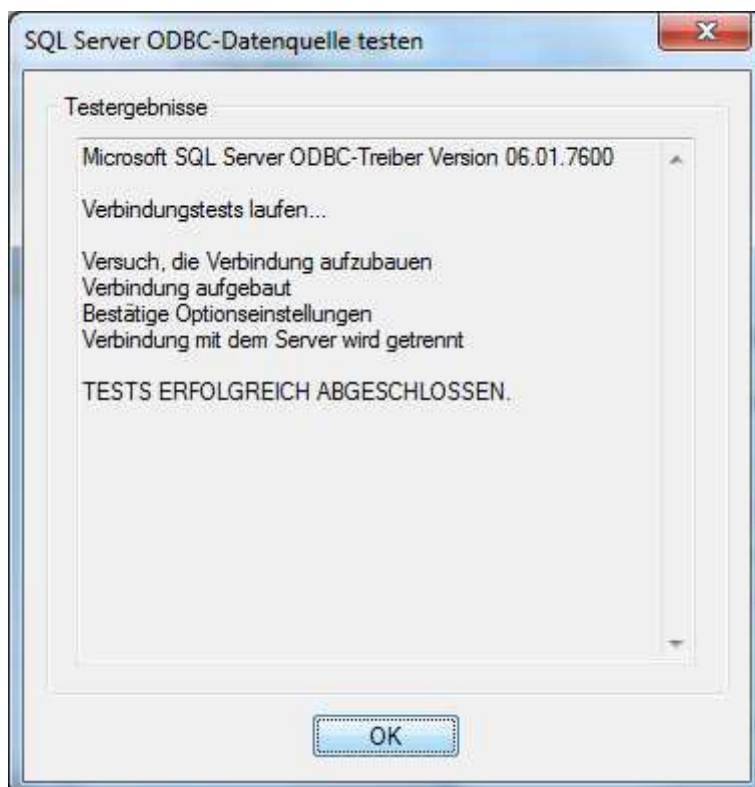 SQL Server ODBC-Datenquelle testen
Testergebnisse
Microsoft SQL Server ODBC-Treiber Version 06.01.7600
Verbindungstests laufen...
Versuch, die Verbindung aufzubauen
Verbindung aufgebaut
Bestätige Optionseinstellungen
Verbindung mit dem Server wird getrennt
TESTS ERFOLGREICH ABGESCHLOSSEN.
OK